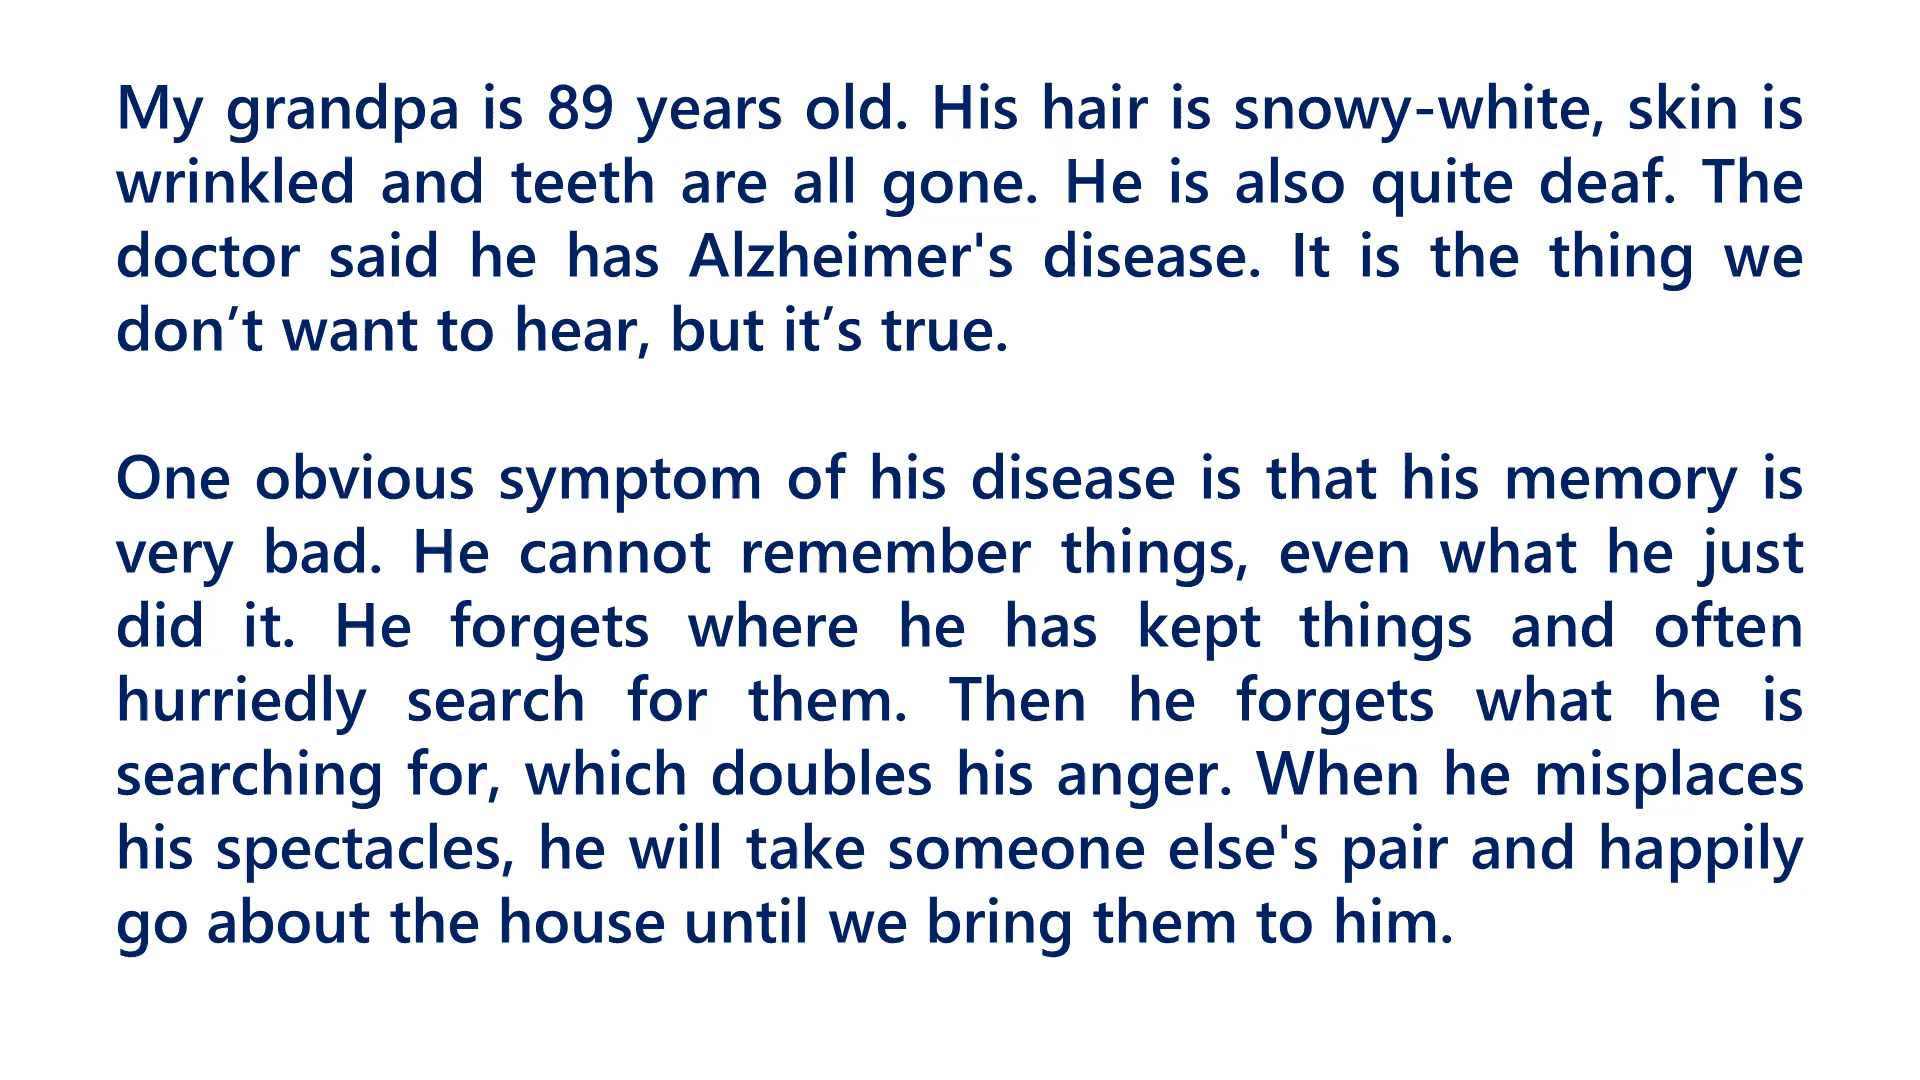 My grandpa is 89 years old. His hair is snowy-white, skin is
wrinkled and teeth are all gone. He is also quite deaf. The
doctor said he has Alzheimer's disease. It is the thing we
don’t want to hear, but it’s true.
One obvious symptom of his disease is that his memory is
very bad. He cannot remember things, even what he just
did it. He forgets where he has kept things and often
hurriedly search for them. Then he forgets what he is
searching for, which doubles his anger. When he misplaces
his spectacles, he will take someone else's pair and happily
go about the house until we bring them to him.